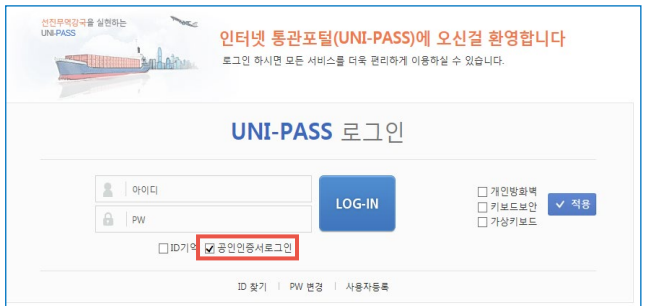 선진무역강국을 실현하는
UNI-PASS
인터넷 통관포털(UNI-PASS)에 오신걸 환영합니다
로그인 하시면 모든 서비스를 더욱 편리하게 이용하실 수 있습니다.
UNI-PASS 로그인
아이디
PW
LOG-IN
개인방화벽
키보드보안
가상키보드
적용
ID기억 공인인증서로그인
ID 찾기 PW 변경 사용자등록